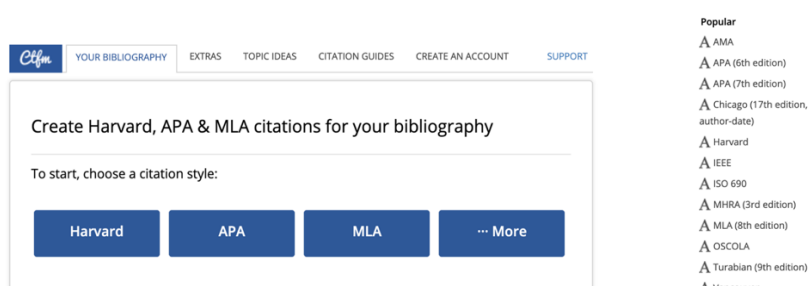 Ctfm
YOUR BIBLIOGRAPHY EXTRAS TOPIC IDEAS CITATION GUIDES CREATE AN ACCOUNT SUPPORT
Create Harvard, APA & MLA citations for your bibliography
To start, choose a citation style:
Harvard APA MLA ··· More
Popular
A AMA
A APA (6th edition)
A APA (7th edition)
A Chicago (17th edition,
author-date)
A Harvard
A IEEE
A ISO 690
A MHRA (3rd edition)
A MLA (8th edition)
A OSCOLA
A Turabian (9th edition)